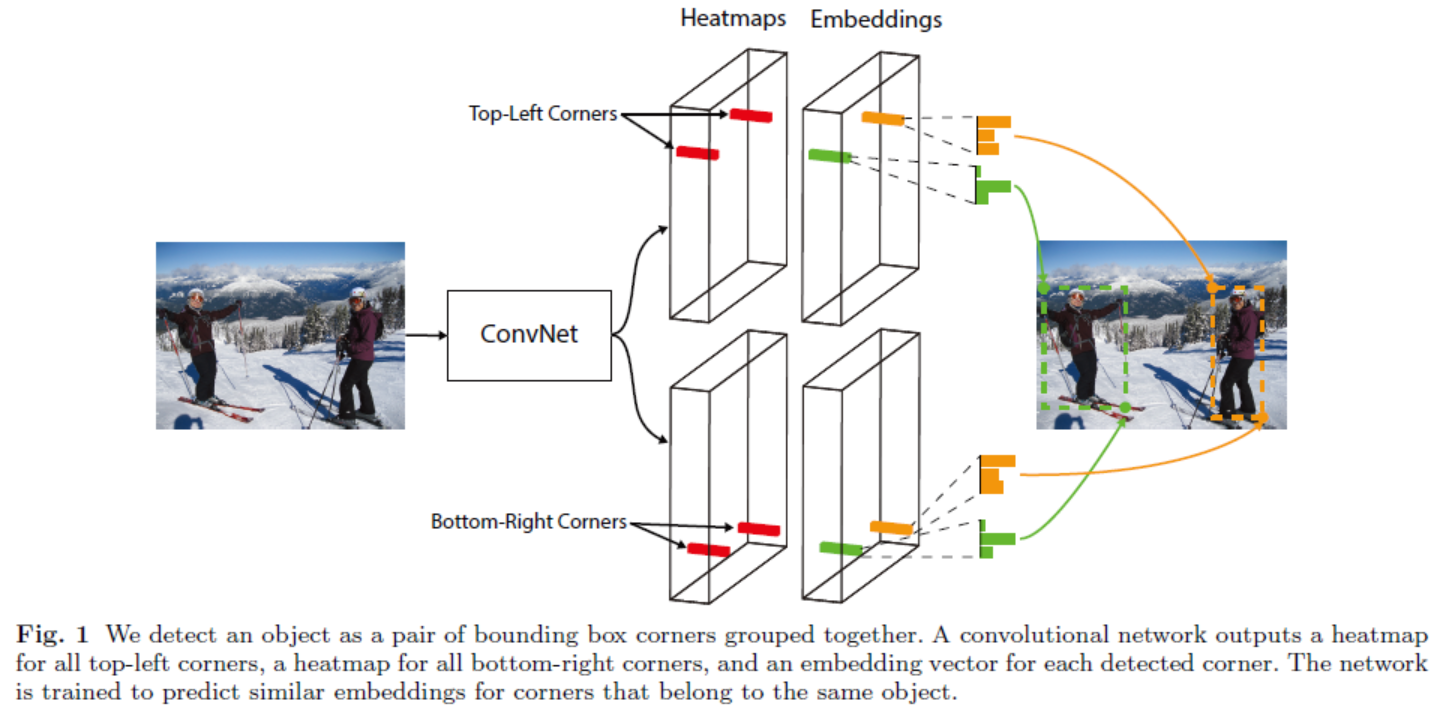 Heatmaps Embeddings
Top-Left Corners
ConvNet
Bottom-Right Corners
Fig. 1 We detect an object as a pair of bounding box corners grouped together. A convolutional network outputs a heatmap
for all top-left corners, a heatmap for all bottom-right corners, and an embedding vector for each detected corner. The network
is trained to predict similar embeddings for corners that belong to the same object.